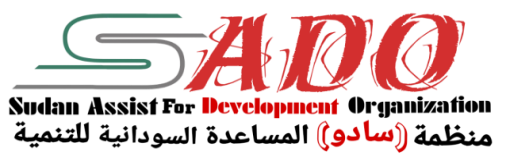 SADO
Sudan Assist For Development Organization
منظمة (سادو) المساعدة السودانية للتنمية